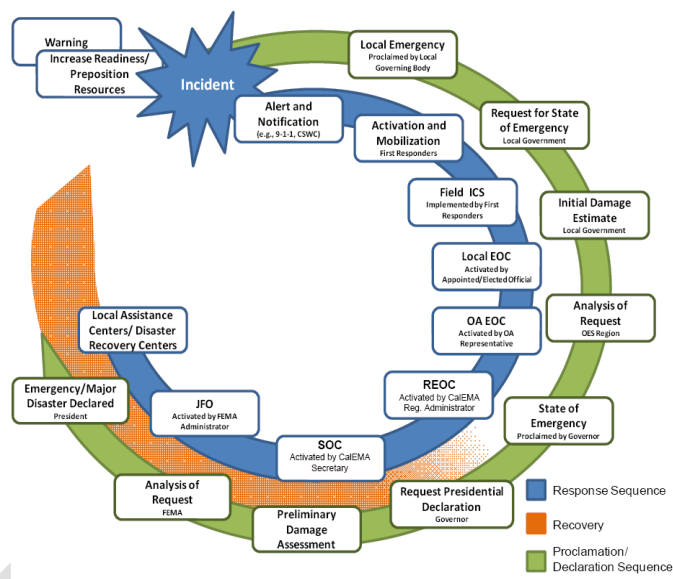 Warning
Increase Readiness/
Preposition
Resources
Incident
Alert and
Notification
(e.g., 9-1-1, CSWC)
Activation and
Mobilization
First Responders
Field ICS
Implemented by First
Responders
Local EOC
Activated by
Appointed/Elected Official
OA EOC
Activated by OA
Representative
REOC
Activated by CalEMA
Reg. Administrator
SOC
Activated by CalEMA
Secretary
JFO
Activated by FEMA
Administrator
Local Assistance
Centers/ Disaster
Recovery Centers
Local Emergency
Proclaimed by Local
Governing Body
Request for State
of Emergency
Local Government
Initial Damage
Estimate
Local Government
Analysis of
Request
OES Region
State of
Emergency
Proclaimed by Governor
Request Presidential
Declaration
Governor
Preliminary
Damage
Assessment
Analysis of
Request
FEMA
Emergency/Major
Disaster Declared
President
Response Sequence
Recovery
Proclamation/
Declaration Sequence